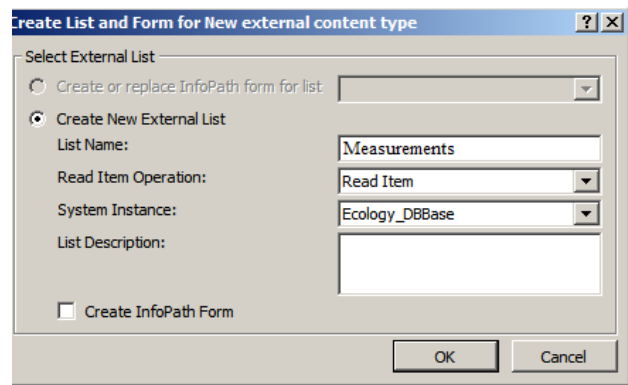 Create List and Form for New external content type
Select External List
Create or replace InfoPath form for list
Create New External List
List Name: Measurements
Read Item Operation: Read Item
System Instance: Ecology_DBBase
List Description:
Create InfoPath Form
OK Cancel